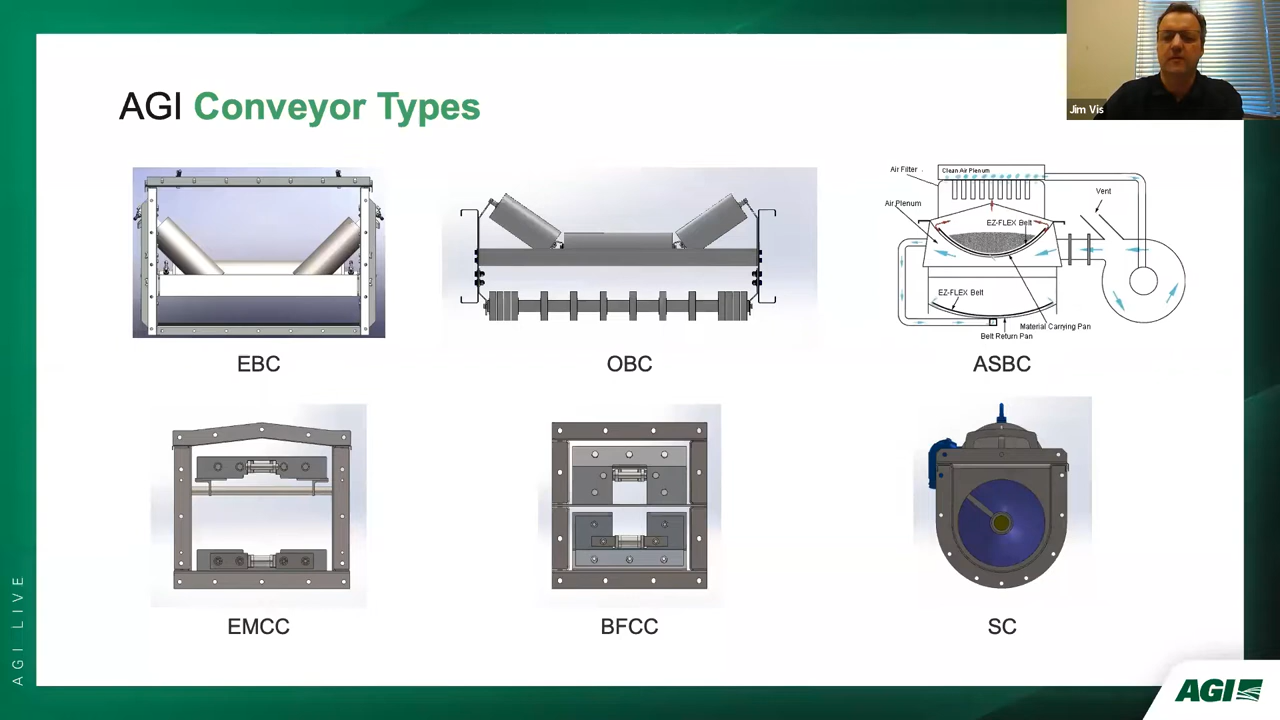 AGI Conveyor Types
Jim Vis
Air Filter
Clean Air Plenum
Vent
Air Plenum
EZ-FLEX Belt
EZ-FLEX Belt
Material Carrying Pan
Belt Return Pan
EBC
OBC
ASBC
EMCC
BFCC
SC
AGI LIVE
AGI